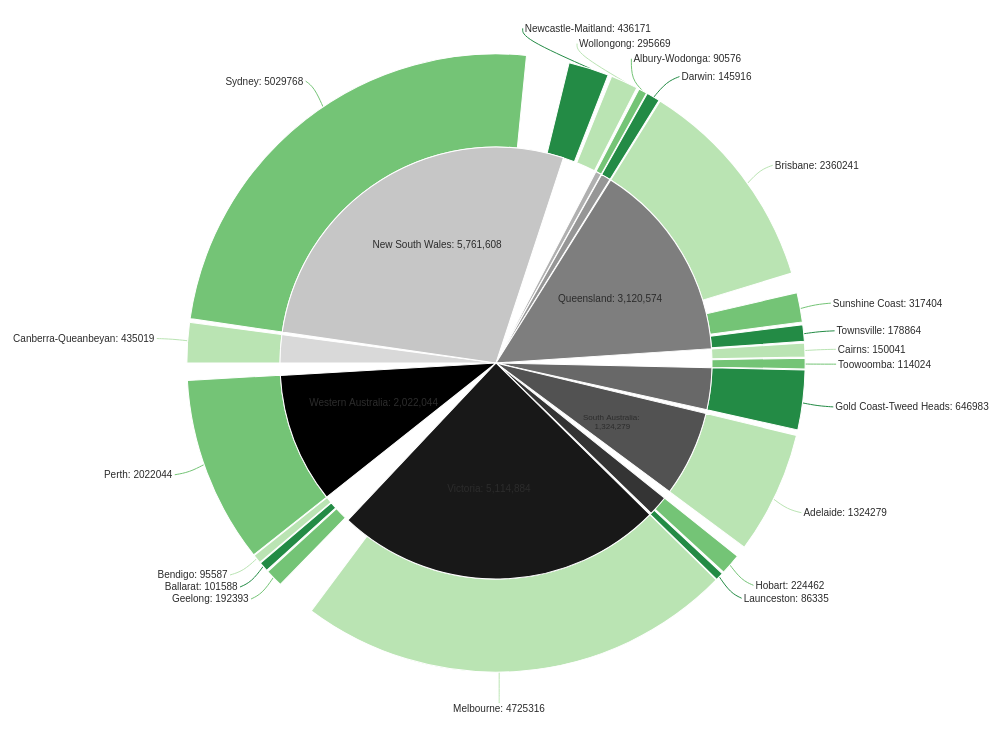 Newcastle-Maitland: 436171
Wollongong: 295669
Albury-Wodonga: 90576
Darwin: 145916
Sydney: 5029768
Brisbane: 2360241
New South Wales: 5,761,608
Queensland: 3,120,574
Sunshine Coast: 317404
Townsville: 178864
Canberra-Queanbeyan: 435019
Cairns: 150041
Toowoomba: 114024
Western Australia: 2,022,044
Gold Coast-Tweed Heads: 646983
South Australia:
1,324,279
Perth: 2022044
Victoria: 5,114,884
Adelaide: 1324279
Bendigo: 95587
Ballarat: 101588
Geelong: 192393
Hobart: 224462
Launceston: 86335
Melbourne: 4725316